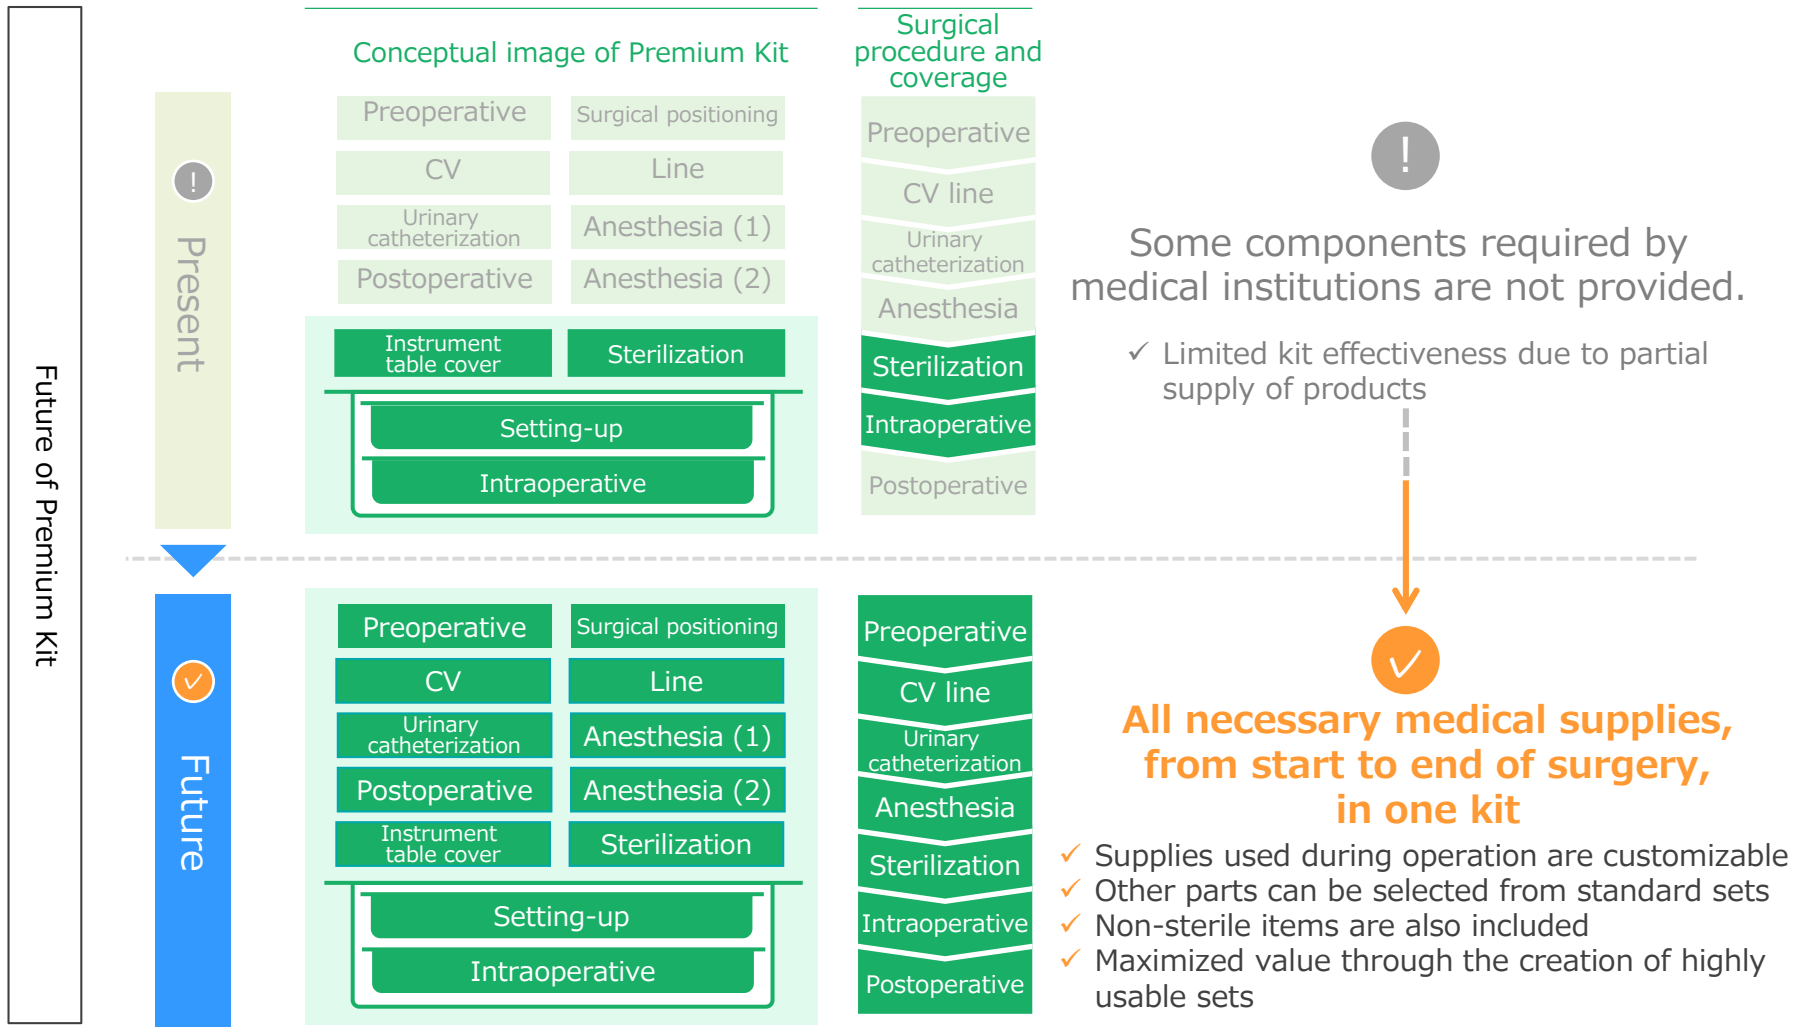 Future of Premium Kit
Conceptual image of Premium Kit
Surgical
procedure and
coverage
!
Present
Preoperative
Surgical positioning
CV
Line
Urinary
catheterization
Anesthesia (1)
Postoperative
Anesthesia (2)
Instrument
table cover
Sterilization
Setting-up
Intraoperative
Preoperative
CV line
Urinary
catheterization
Anesthesia
Sterilization
Intraoperative
Postoperative
!
Some components required by
medical institutions are not provided.
✓ Limited kit effectiveness due to partial
supply of products
Future
Preoperative
Surgical positioning
CV
Line
Urinary
catheterization
Anesthesia (1)
Postoperative
Anesthesia (2)
Instrument
table cover
Sterilization
Setting-up
Intraoperative
Preoperative
CV line
Urinary
catheterization
Anesthesia
Sterilization
Intraoperative
Postoperative
All necessary medical supplies,
from start to end of surgery,
in one kit
✓ Supplies used during operation are customizable
✓ Other parts can be selected from standard sets
✓ Non-sterile items are also included
✓ Maximized value through the creation of highly
usable sets